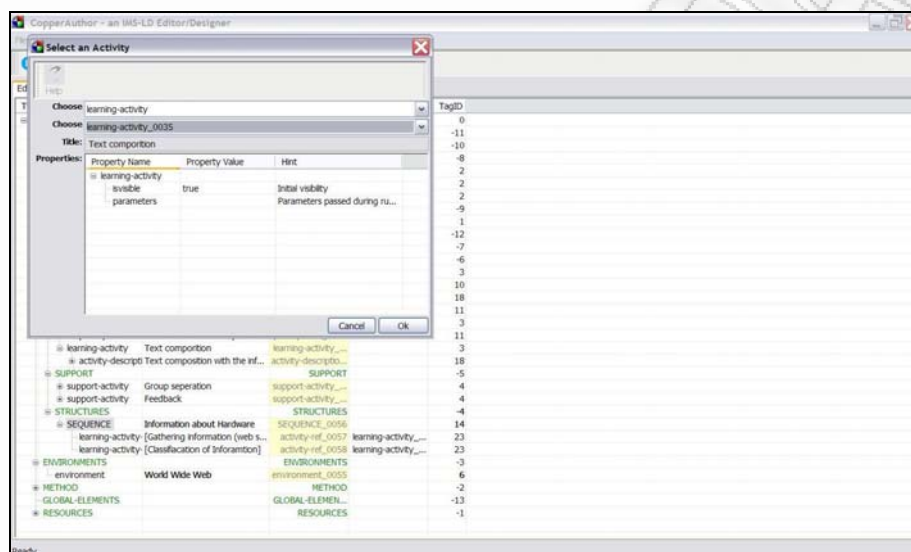 CopperAuthor - an IMS-LD Editor/Designer
Select an Activity
Help
Ed
Choose learning-activity
Choose learning-activity_0035
Title: Text comportion
Properties: Property Name Property Value Hint
learning-activity
isvisible true Initial visibility
parameters Parameters passed during ru...
Cancel Ok
TagID
0
-11
-10
-8
2
2
2
-9
1
-12
-7
-6
3
10
18
11
3
11
learning-activity Text comportion learning-activity_... 3
activity-descripti Text composition with the inf... activity-descriptio... 18
SUPPORT SUPPORT -5
support-activity Group seperation support-activity_... 4
support-activity Feedback support-activity_... 4
STRUCTURES STRUCTURES -4
SEQUENCE Information about Hardware SEQUENCE_0056 14
learning-activity- [Gathering information (web s... activity-ref_0057 learning-activity_... 23
learning-activity- [Classifiacation of Inforamtion] activity-ref_0058 learning-activity_... 23
ENVIRONMENTS ENVIRONMENTS -3
environment World Wide Web environment_0055 6
METHOD METHOD -2
GLOBAL-ELEMENTS GLOBAL-ELEMEN... -13
RESOURCES RESOURCES -1
Ready